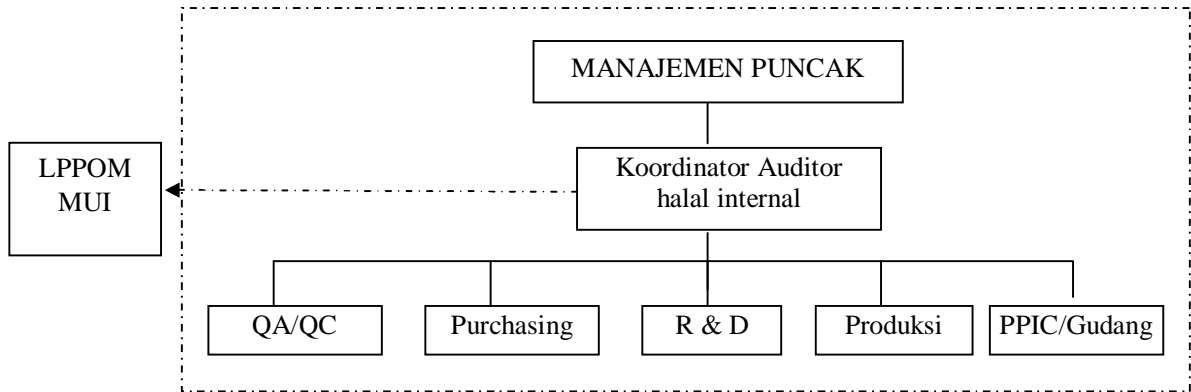 MANAJEMEN PUNCAK
LPPOM
MUI
Koordinator Auditor
halal internal
QA/QC
Purchasing
R & D
Produksi
PPIC/Gudang